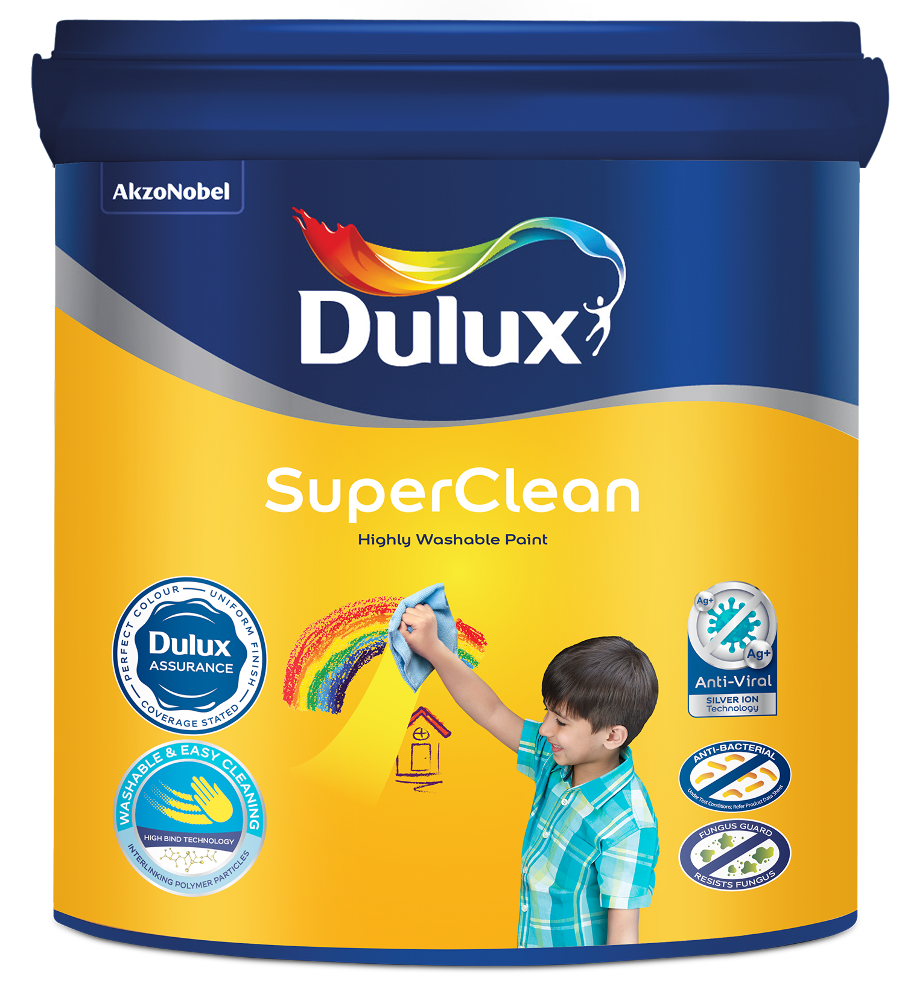 AkzoNobel
Dulux
SuperClean
Highly Washable Paint
PERFECT COLOUR — UNIFORM FINISH — COVERAGE STATED —
Dulux
ASSURANCE
WASHABLE & EASY CLEANING
HIGH BIND TECHNOLOGY
INTERLINKING POLYMER PARTICLES
Ag+
Ag+
Anti-Viral
SILVER ION
Technology
ANTI-BACTERIAL
Under Test Conditions; Refer Product Data Sheet
FUNGUS GUARD
RESISTS FUNGUS